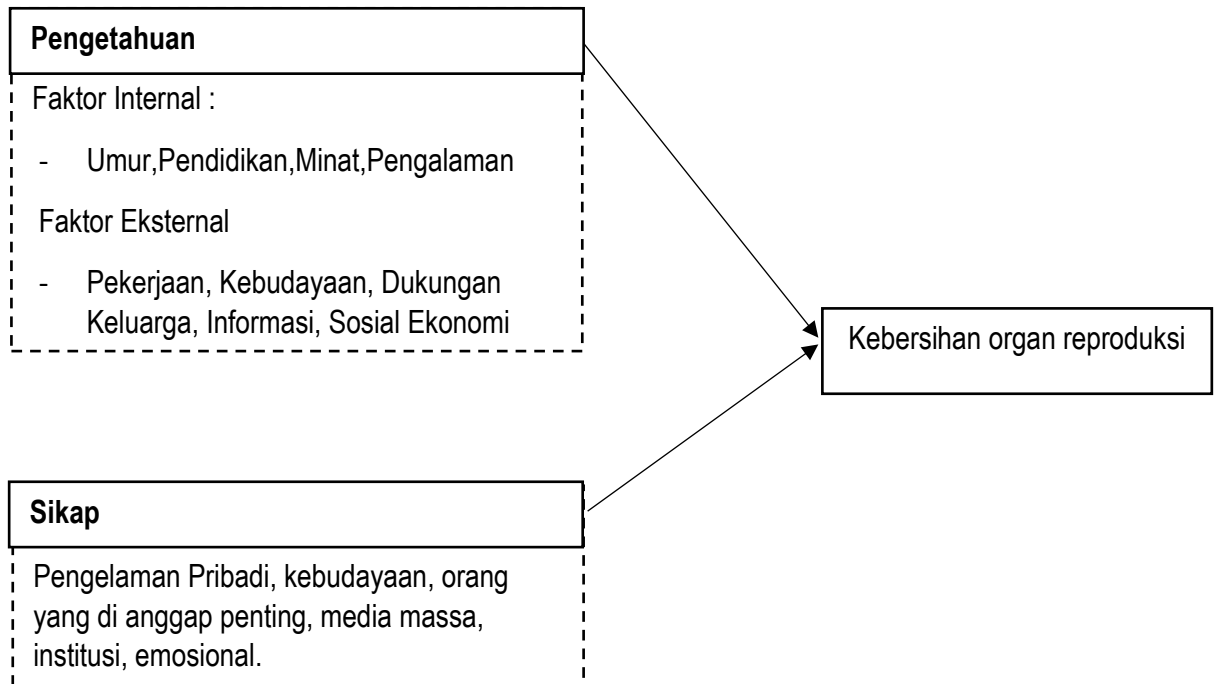 Pengetahuan
Faktor Internal :
- Umur,Pendidikan,Minat,Pengalaman
Faktor Eksternal
- Pekerjaan, Kebudayaan, Dukungan
Keluarga, Informasi, Sosial Ekonomi
Kebersihan organ reproduksi
Sikap
Pengelaman Pribadi, kebudayaan, orang
yang di anggap penting, media massa,
institusi, emosional.